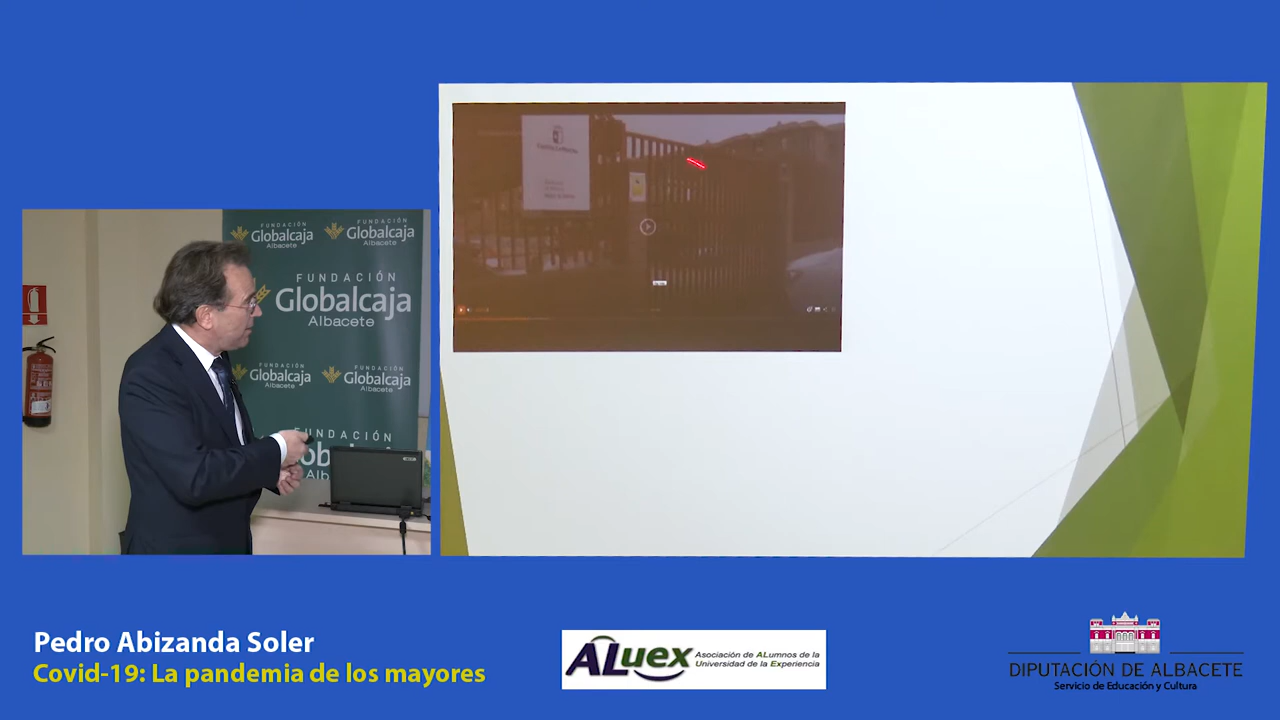 FUNDACIÓN
Globalcaja
Albacete
FUNDACIÓN
Globalcaja
Albacete
FUNDACIÓN
Globalcaja
Albacete
FUNDACIÓN
Globalcaja
Albacete
FUNDACIÓN
Globalcaja
Albacete
FUNDACIÓN
Pedro Abizanda Soler
Covid-19: La pandemia de los mayores
ALuex
Asociación de ALumnos de la
Universidad de la Experiencia
DIPUTACIÓN DE ALBACETE
Servicio de Educación y Cultura